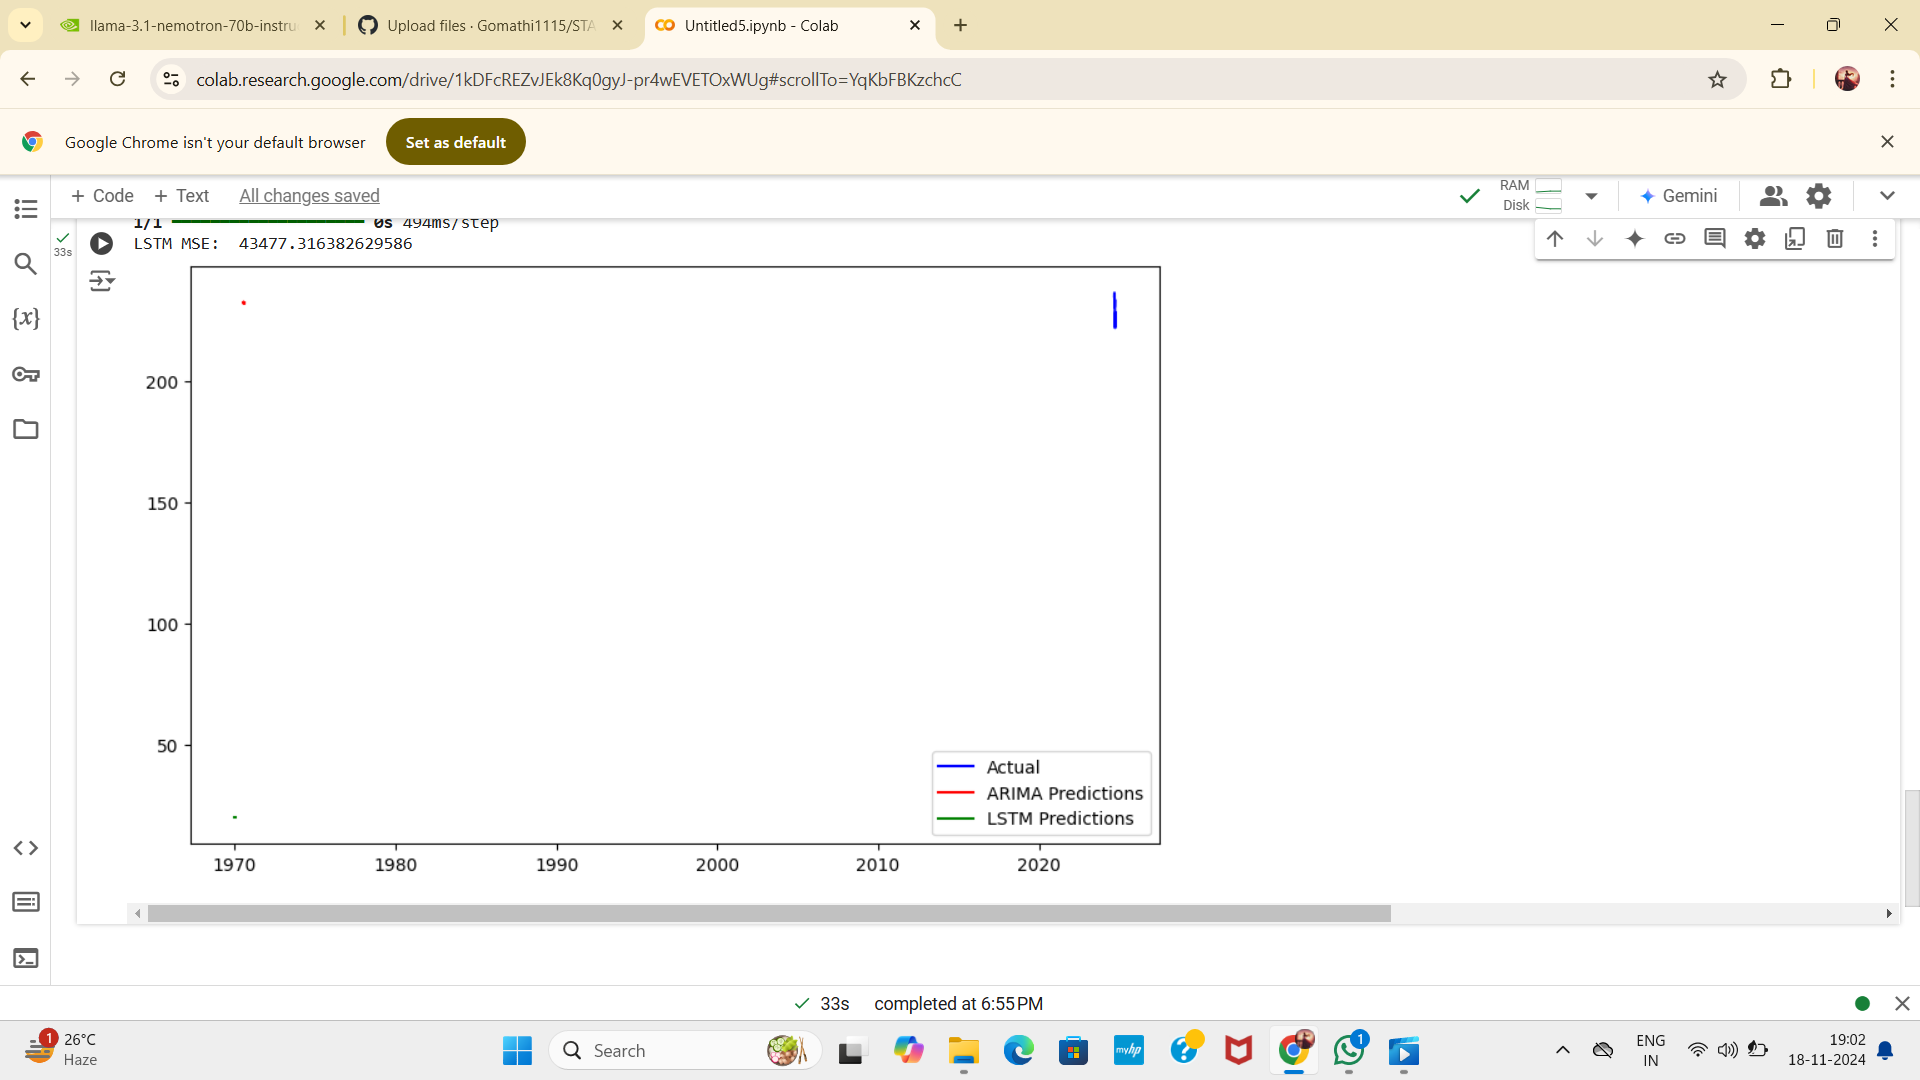 llama-3.1-nemotron-70b-instru
Upload files · Gomathi1115/STA
Untitled5.ipynb - Colab
colab.research.google.com/drive/1kDFcREZvJEk8Kq0gyJ-pr4wEVETOxWUg#scrollTo=YqKbFBKzchcC
Google Chrome isn't your default browser
Set as default
+ Code + Text All changes saved
RAM
Disk
Gemini
1/1 0s 494ms/step
33s
LSTM MSE: 43477.316382629586
{x}
200
150
100
50
Actual
ARIMA Predictions
LSTM Predictions
1970 1980 1990 2000 2010 2020
33s completed at 6:55 PM
1
26°C
Haze
Search
myhp
1
ENG
IN
19:02
18-11-2024